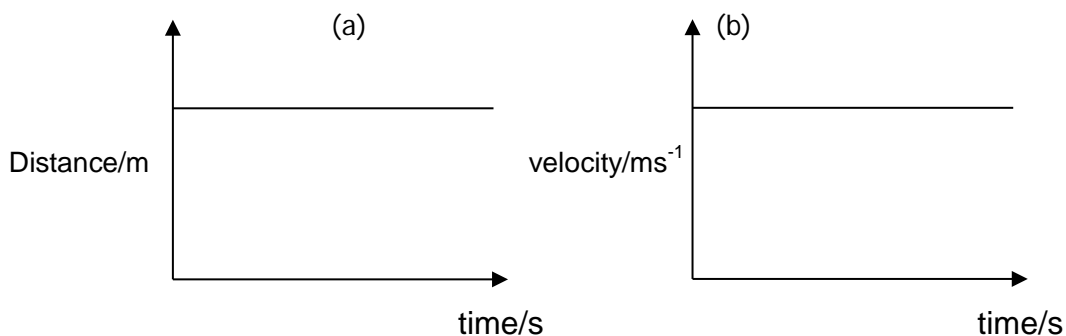 (a)
Distance/m
time/s
(b)
velocity/ms⁻¹
time/s